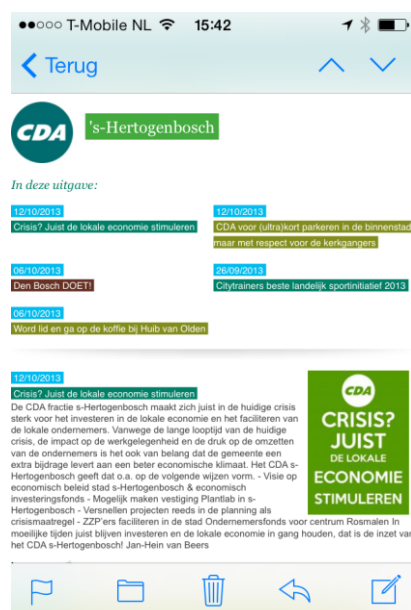 T-Mobile NL 15:42
Terug
CDA
's-Hertogenbosch
In deze uitgave:
12/10/2013
Crisis? Juist de lokale economie stimuleren
12/10/2013
CDA voor (ultra)kort parkeren in de binnenstad
maar met respect voor de kerkgangers
06/10/2013
Den Bosch DOET!
26/09/2013
Citytrainers beste landelijk sportinitiatief 2013
06/10/2013
Word lid en ga op de koffie bij Huib van Olden
12/10/2013
Crisis? Juist de lokale economie stimuleren
De CDA fractie s-Hertogenbosch maakt zich juist in de huidige crisis
sterk voor het investeren in de lokale economie en het faciliteren van
de lokale ondernemers. Vanwege de lange looptijd van de huidige
crisis, de impact op de werkgelegenheid en de druk op de omzetten
van de ondernemers is het ook van belang dat de gemeente een
extra bijdrage levert aan een beter economische klimaat. Het CDA s-
Hertogenbosch geeft dat o.a. op de volgende wijzen vorm. - Visie op
economisch beleid stad s-Hertogenbosch & economisch
investeringsfonds - Mogelijk maken vestiging Plantlab in s-
Hertogenbosch - Versnellen projecten reeds in de planning als
crisismaatregel - ZZP'ers faciliteren in de stad Ondernemersfonds voor centrum Rosmalen In
moeilijke tijden juist blijven investeren en de lokale economie in gang houden, dat is de inzet van
het CDA s-Hertogenbosch! Jan-Hein van Beers
CDA
CRISIS?
JUIST
DE LOKALE
ECONOMIE
STIMULEREN